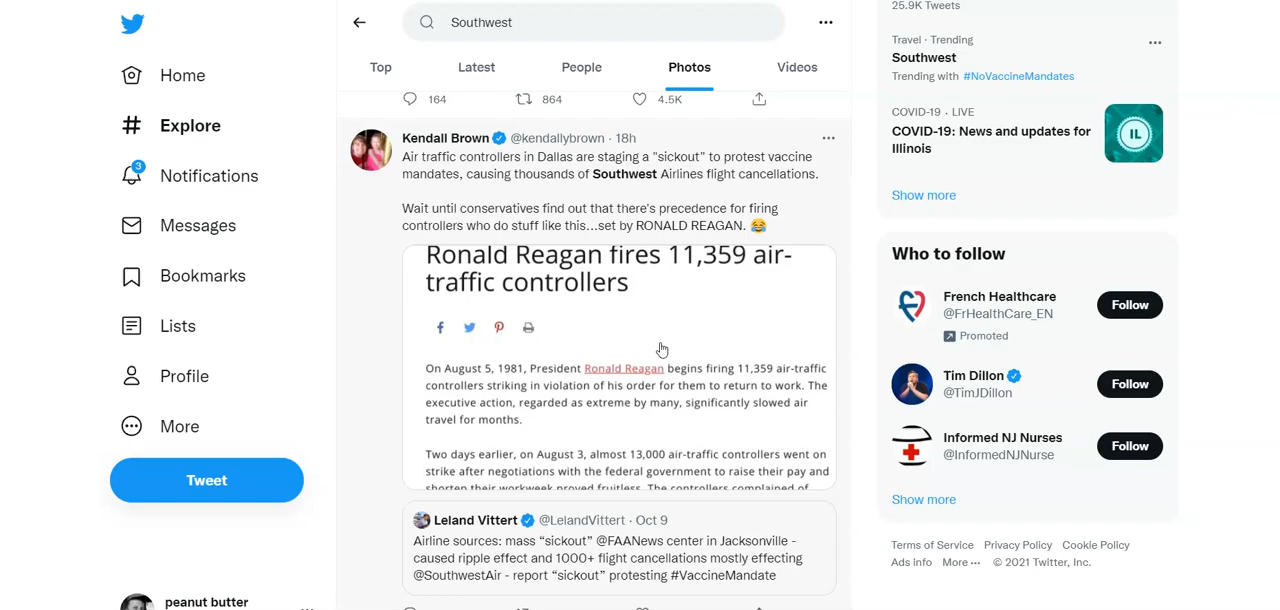 Home
Explore
3
Notifications
Messages
Bookmarks
Lists
Profile
More
Tweet
peanut butter
Southwest
Top Latest People Photos Videos
164 864 4.5K
Kendall Brown @kendallybrown · 18h
Air traffic controllers in Dallas are staging a "sickout" to protest vaccine
mandates, causing thousands of Southwest Airlines flight cancellations.
Wait until conservatives find out that there's precedence for firing
controllers who do stuff like this...set by RONALD REAGAN. 😂
Ronald Reagan fires 11,359 air-
traffic controllers
On August 5, 1981, President Ronald Reagan begins firing 11,359 air-traffic
controllers striking in violation of his order for them to return to work. The
executive action, regarded as extreme by many, significantly slowed air
travel for months.
Two days earlier, on August 3, almost 13,000 air-traffic controllers went on
strike after negotiations with the federal government to raise their pay and
shorten their workweek proved fruitless. The controllers complained of
Leland Vittert @LelandVittert · Oct 9
Airline sources: mass “sickout” @FAANews center in Jacksonville -
caused ripple effect and 1000+ flight cancellations mostly effecting
@SouthwestAir - report “sickout” protesting #VaccineMandate
25.9K Tweets
Travel · Trending
Southwest
Trending with #NoVaccineMandates
COVID-19 · LIVE
COVID-19: News and updates for
Illinois
IL
Show more
Who to follow
French Healthcare
@FrHealthCare_EN
Follow
Promoted
Tim Dillon
@TimJDillon
Follow
Informed NJ Nurses
@InformedNJNurse
Follow
Show more
Terms of Service Privacy Policy Cookie Policy
Ads info More ··· © 2021 Twitter, Inc.